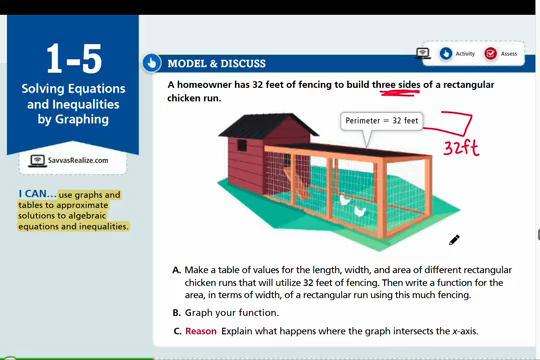 1-5
Solving Equations
and Inequalities
by Graphing
SavvasRealize.com
I CAN... use graphs and
tables to approximate
solutions to algebraic
equations and inequalities.
Activity
Assess
MODEL & DISCUSS
A homeowner has 32 feet of fencing to build three sides of a rectangular
chicken run.
Perimeter = 32 feet
32ft
A. Make a table of values for the length, width, and area of different rectangular
chicken runs that will utilize 32 feet of fencing. Then write a function for the
area, in terms of width, of a rectangular run using this much fencing.
B. Graph your function.
C. Reason Explain what happens where the graph intersects the x-axis.